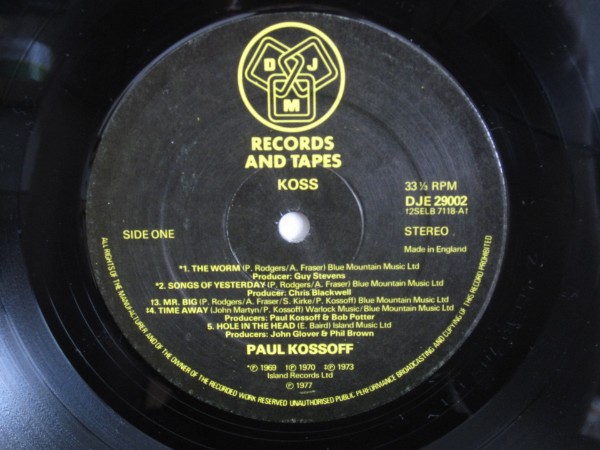 D J
M
RECORDS
AND TAPES
KOSS
33⅓ RPM
DJE 29002
†2SELB 7118-A†
SIDE ONE
STEREO
Made in England
*1. THE WORM (P. Rodgers/A. Fraser) Blue Mountain Music Ltd
Producer: Guy Stevens
*2. SONGS OF YESTERDAY (P. Rodgers/A. Fraser) Blue Mountain Music Ltd
Producer: Chris Blackwell
†3. MR. BIG (P. Rodgers/A. Fraser/S. Kirke/P. Kossoff) Blue Mountain Music Ltd
‡4. TIME AWAY (John Martyn/P. Kossoff) Warlock Music/Blue Mountain Music Ltd
Producers: Paul Kossoff & Bob Potter
5. HOLE IN THE HEAD (E. Baird) Island Music Ltd
Producers: John Glover & Phil Brown
PAUL KOSSOFF
*℗ 1969 †℗ 1970 ‡℗ 1973
Island Records Ltd
℗ 1977
ALL RIGHTS OF THE MANUFACTURER AND OF THE OWNER OF THE RECORDED WORK RESERVED UNAUTHORISED PUBLIC PERFORMANCE BROADCASTING AND COPYING OF THIS RECORD PROHIBITED